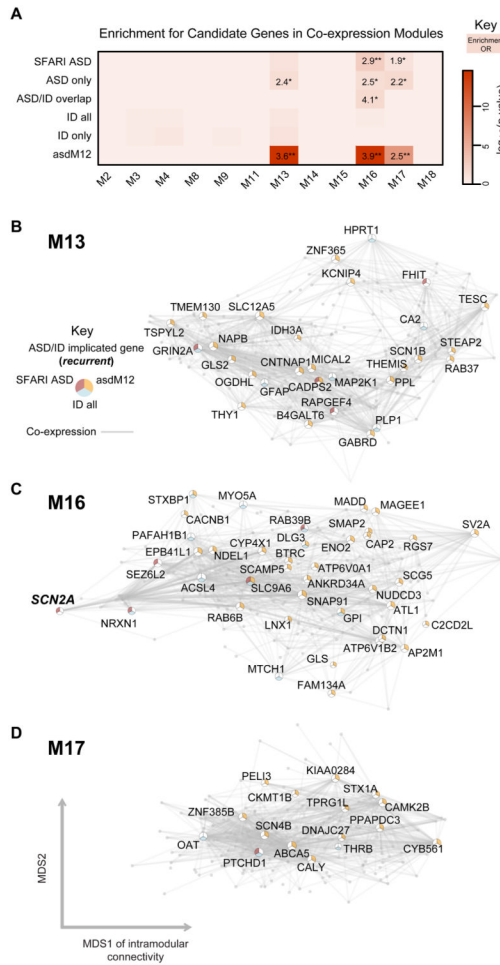 A
Enrichment for Candidate Genes in Co-expression Modules
Key
Enrichment
OR
SFARI ASD 2.9** 1.9*
ASD only 2.4* 2.5* 2.2*
ASD/ID overlap 4.1*
ID all
ID only
asdM12 3.6** 3.9** 2.5**
M2 M3 M4 M8 M9 M11 M13 M14 M15 M16 M17 M18
10
5
0
B M13
HPRT1
ZNF365
KCNIP4 FHIT
TMEM130 SLC12A5 TESC
CA2
TSPYL2 NAPB IDH3A
GRIN2A SCN1B STEAP2
GLS2 CNTNAP1 MICAL2 THEMIS RAB37
OGDHL CADPS2 MAP2K1 PPL
GFAP RAPGEF4
THY1 B4GALT6 PLP1
GABRD
Key
ASD/ID implicated gene
(recurrent)
SFARI ASD asdM12
ID all
Co-expression
C M16
STXBP1 MYO5A MADD MAGEE1
CACNB1 RAB39B SV2A
PAFAH1B1 DLG3 SMAP2
EPB41L1 CYP4X1 ENO2 CAP2 RGS7
NDEL1 BTRC
SEZ6L2 SCAMP5 ATP6V0A1
ACSL4 SLC9A6 ANKRD34A SCG5
SCN2A SNAP91 NUDCD3
NRXN1 RAB6B GPI ATL1
LNX1 DCTN1 C2CD2L
ATP6V1B2 AP2M1
MTCH1 GLS
FAM134A
D M17
PELI3 KIAA0284
CKMT1B STX1A
ZNF385B TPRG1L CAMK2B
SCN4B DNAJC27 PPAPDC3
OAT THRB CYB561
PTCHD1 ABCA5
CALY
MDS2
MDS1 of intramodular
connectivity